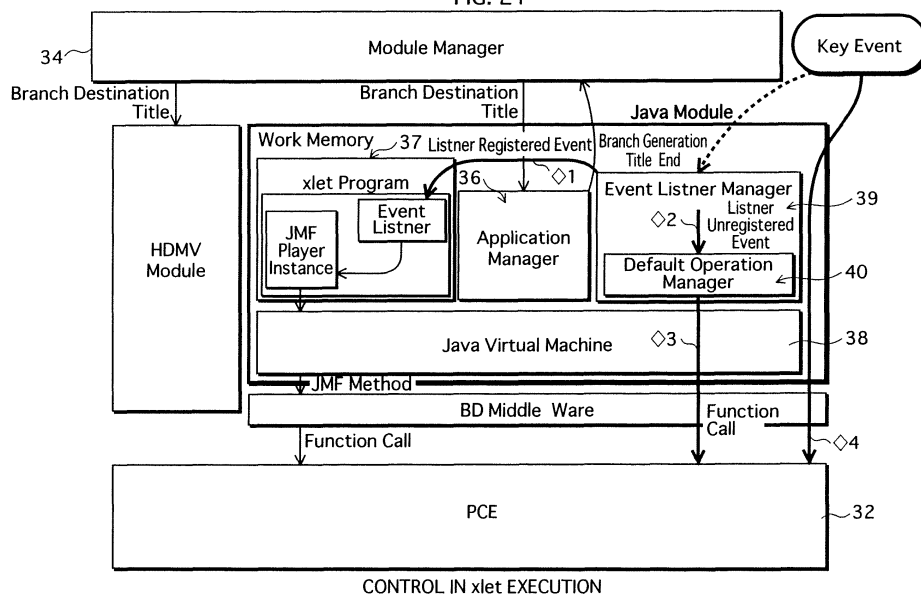 FIG. 21
34
Module Manager
Key Event
Branch Destination
Title
Branch Destination
Title
Java Module
Work Memory
37
Listner Registered Event
◇1
Branch Generation
Title End
xlet Program
36
Event
Listner
JMF
Player
Instance
HDMV
Module
Application
Manager
Event Listner Manager
39
◇2
Listner
Unregistered
Event
Default Operation
Manager
40
Java Virtual Machine
◇3
38
JMF Method
BD Middle Ware
Function Call
Function
Call
◇4
PCE
32
CONTROL IN xlet EXECUTION